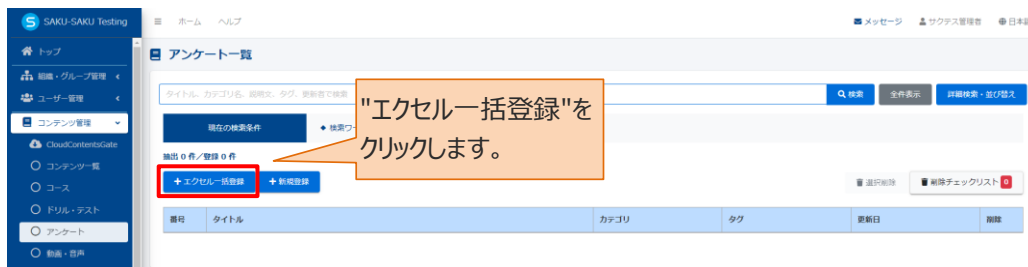 SAKU-SAKU Testing
ホーム ヘルプ
メッセージ サクテス管理者 日本語
トップ
組織・グループ管理
ユーザー管理
コンテンツ管理
CloudContentsGate
コンテンツ一覧
コース
ドリル・テスト
アンケート
動画・音声
アンケート一覧
タイトル、カテゴリ名、説明文、タグ、更新者で検索
検索 全件表示 詳細検索・並び替え
現在の検索条件 ◆ 検索ワー
抽出 0 件／登録 0 件
+ エクセル一括登録 + 新規登録
選択削除 削除チェックリスト 0
番号 タイトル カテゴリ タグ 更新日 削除
"エクセル一括登録"を
クリックします。